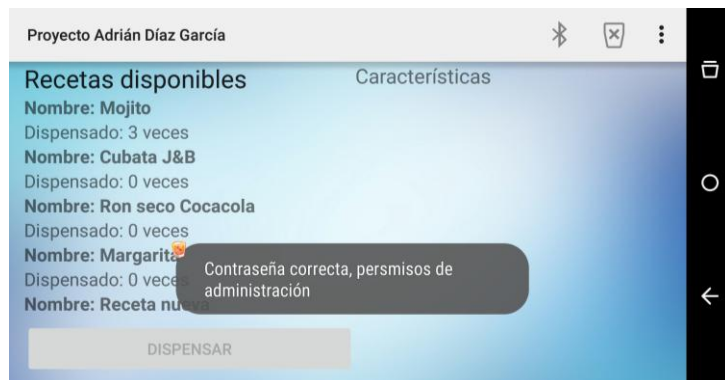 Proyecto Adrián Díaz García
Recetas disponibles
Características
Nombre: Mojito
Dispensado: 3 veces
Nombre: Cubata J&B
Dispensado: 0 veces
Nombre: Ron seco Cocacola
Dispensado: 0 veces
Nombre: Margarita
Dispensado: 0 veces
Nombre: Receta nueva
Contraseña correcta, persmisos de
administración
DISPENSAR